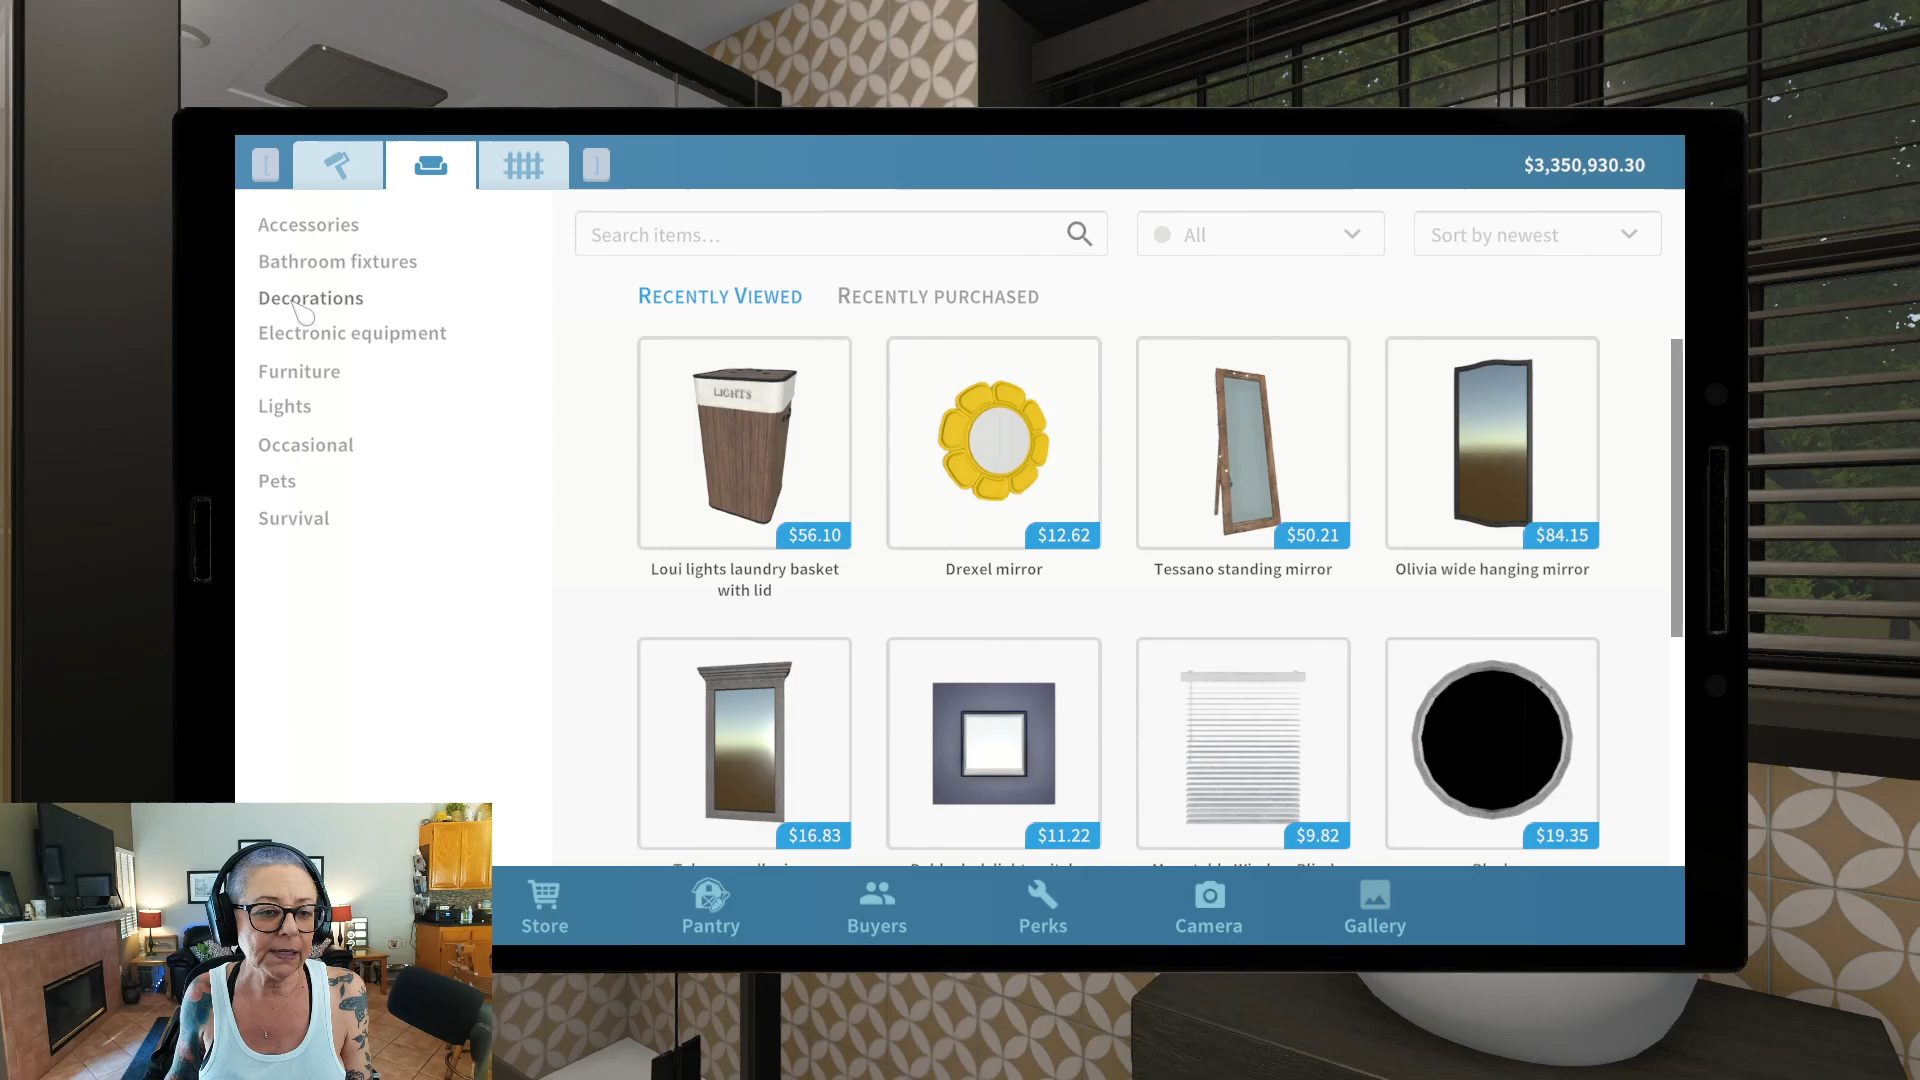 [
]
$3,350,930.30
Accessories
Bathroom fixtures
Decorations
Electronic equipment
Furniture
Lights
Occasional
Pets
Survival
Search items...
All
Sort by newest
RECENTLY VIEWED
RECENTLY PURCHASED
LIGHTS
$56.10
$12.62
$50.21
$84.15
Loui lights laundry basket
with lid
Drexel mirror
Tessano standing mirror
Olivia wide hanging mirror
$16.83
$11.22
$9.82
$19.35
Store
Pantry
Buyers
Perks
Camera
Gallery